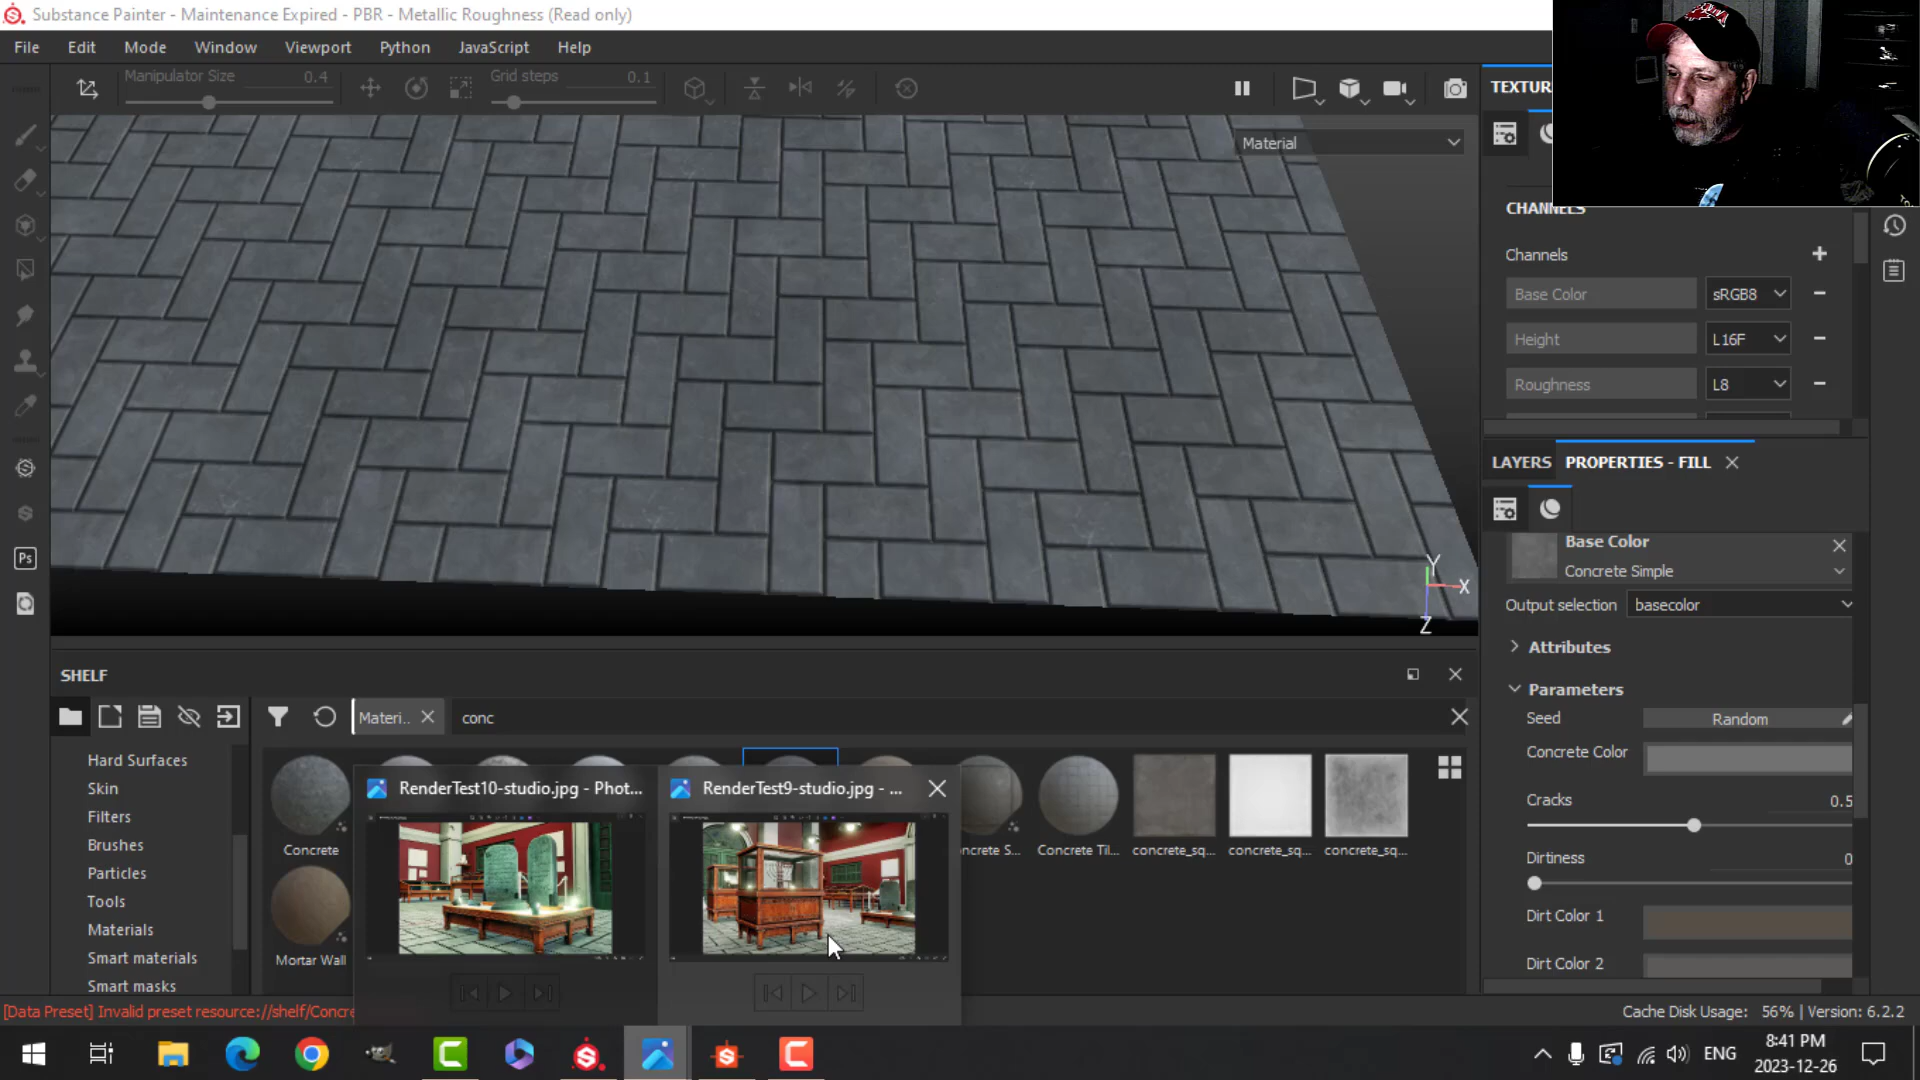 Substance Painter - Maintenance Expired - PBR - Metallic Roughness (Read only)
File Edit Mode Window Viewport Python JavaScript Help
Manipulator Size 0.4 Grid steps 0.1
TEXTUR
Material
CHANNELS
Channels
Base Color sRGB8
Height L16F
Roughness L8
LAYERS PROPERTIES - FILL
Base Color
Concrete Simple
Output selection basecolor
Attributes
Parameters
Seed Random
Concrete Color
Cracks 0.5
Dirtiness 0
Dirt Color 1
Dirt Color 2
Y
X
Z
Ps
SHELF
Materi.. conc
Hard Surfaces
Skin
Filters
Brushes
Particles
Tools
Materials
Smart materials
Smart masks
RenderTest10-studio.jpg - Phot...
RenderTest9-studio.jpg - ...
Concrete
ncrete S...
Concrete Til...
concrete_sq...
concrete_sq...
concrete_sq...
Mortar Wall
[Data Preset] Invalid preset resource://shelf/Concre
Cache Disk Usage: 56% | Version: 6.2.2
ENG
8:41 PM
2023-12-26